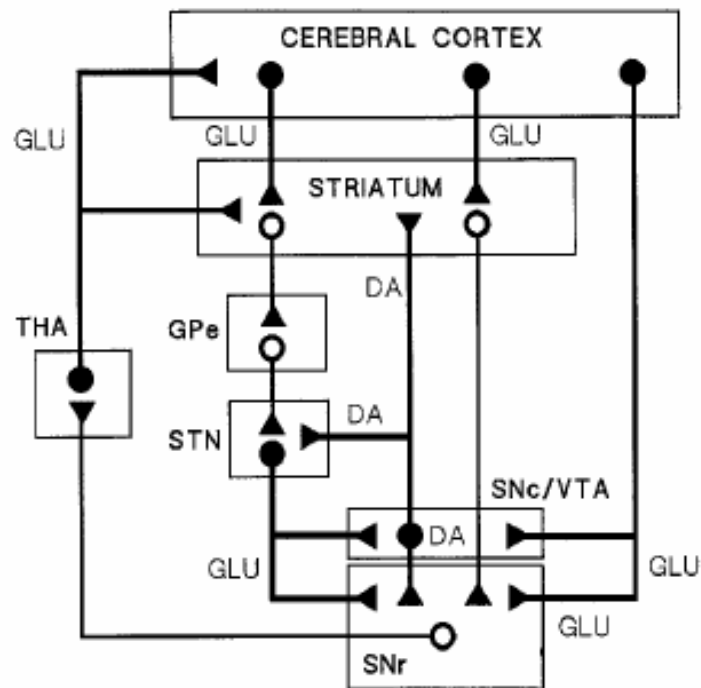 CEREBRAL CORTEX
GLU
GLU
GLU
STRIATUM
DA
THA
GPe
STN
DA
SNc/VTA
DA
GLU
GLU
GLU
SNr